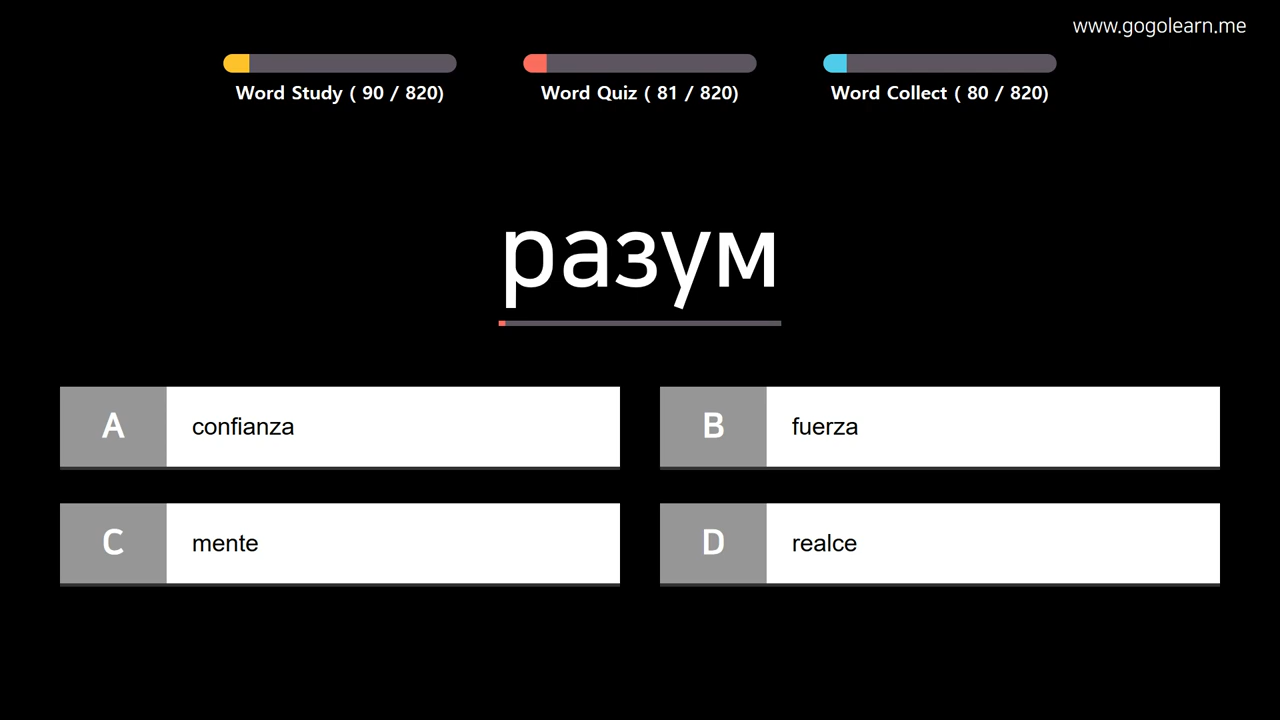 www.gogolearn.me
Word Study ( 90 / 820)
Word Quiz ( 81 / 820)
Word Collect ( 80 / 820)
разум
A confianza
B fuerza
C mente
D realce